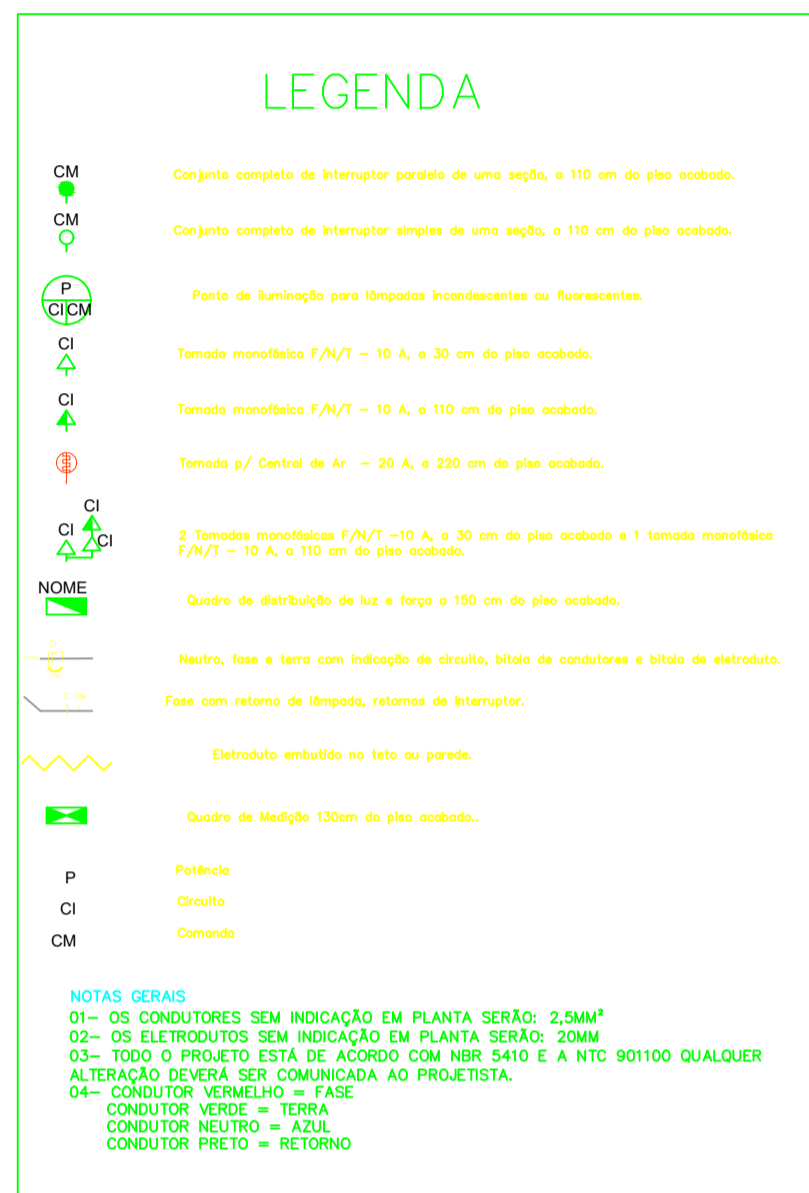 LEGENDA
CM
Conjunto completo de interruptor paralelo de uma seção, a 110 cm do piso acabado.
CM
Conjunto completo de interruptor simples de uma seção, a 110 cm do piso acabado.
P
CI CM
Ponto de iluminação para lâmpadas incandescentes ou fluorescentes.
CI
Tomada monofásica F/N/T - 10 A, a 30 cm do piso acabado.
CI
Tomada monofásica F/N/T - 10 A, a 110 cm do piso acabado.
Tomada p/ Central de Ar - 20 A, a 220 cm do piso acabado.
CI
CI
CI
2 Tomadas monofásicas F/N/T -10 A, a 30 cm do piso acabado e 1 tomada monofásica
F/N/T - 10 A, a 110 cm do piso acabado.
NOME
Quadro de distribuição de luz e força a 150 cm do piso acabado.
CI
Neutro, fase e terra com indicação de circuito, bitola de condutores e bitola de eletroduto.
CI CM
Fase com retorno de lâmpada, retornos de interruptor.
Eletroduto embutido no teto ou parede.
Quadro de Medição 130cm do piso acabado..
P
Potência
CI
Circuito
CM
Comando
NOTAS GERAIS
01- OS CONDUTORES SEM INDICAÇÃO EM PLANTA SERÃO: 2,5MM²
02- OS ELETRODUTOS SEM INDICAÇÃO EM PLANTA SERÃO: 20MM
03- TODO O PROJETO ESTÁ DE ACORDO COM NBR 5410 E A NTC 901100 QUALQUER
ALTERAÇÃO DEVERÁ SER COMUNICADA AO PROJETISTA.
04- CONDUTOR VERMELHO = FASE
CONDUTOR VERDE = TERRA
CONDUTOR NEUTRO = AZUL
CONDUTOR PRETO = RETORNO